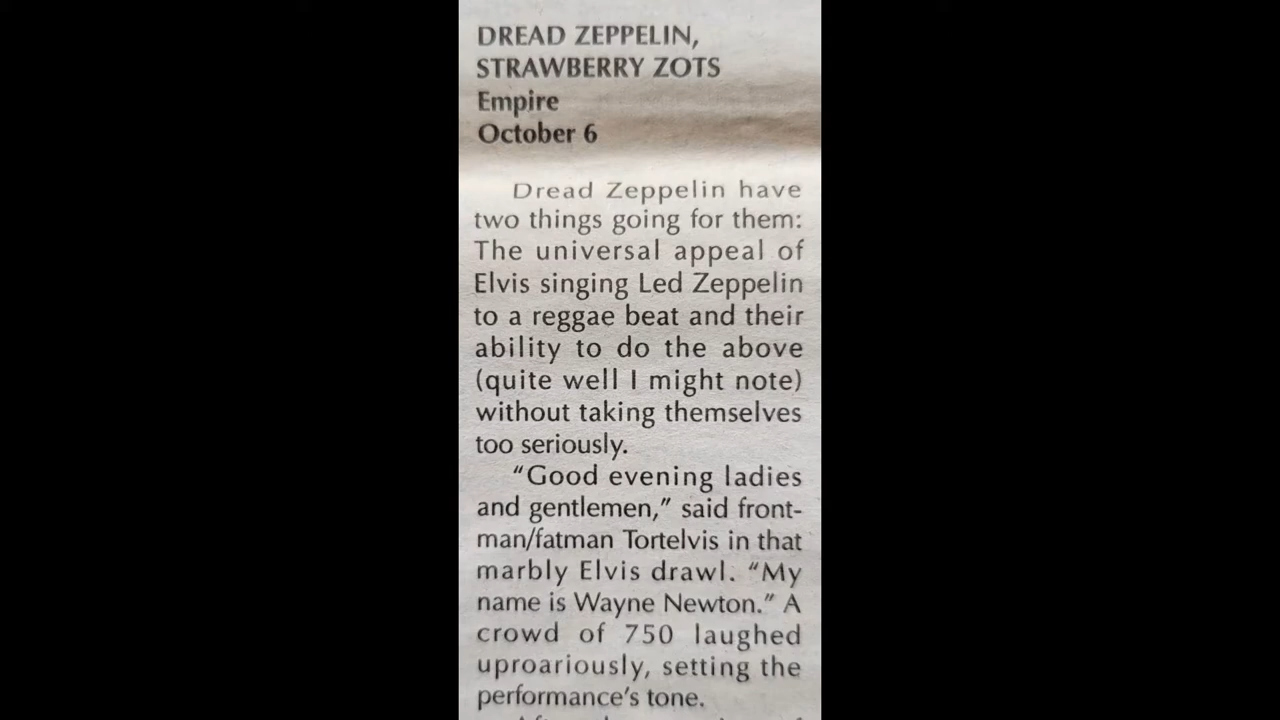 DREAD ZEPPELIN,
STRAWBERRY ZOTS
Empire
October 6
Dread Zeppelin have
two things going for them:
The universal appeal of
Elvis singing Led Zeppelin
to a reggae beat and their
ability to do the above
(quite well I might note)
without taking themselves
too seriously.
“Good evening ladies
and gentlemen,” said front-
man/fatman Tortelvis in that
marbly Elvis drawl. “My
name is Wayne Newton.” A
crowd of 750 laughed
uproariously, setting the
performance’s tone.